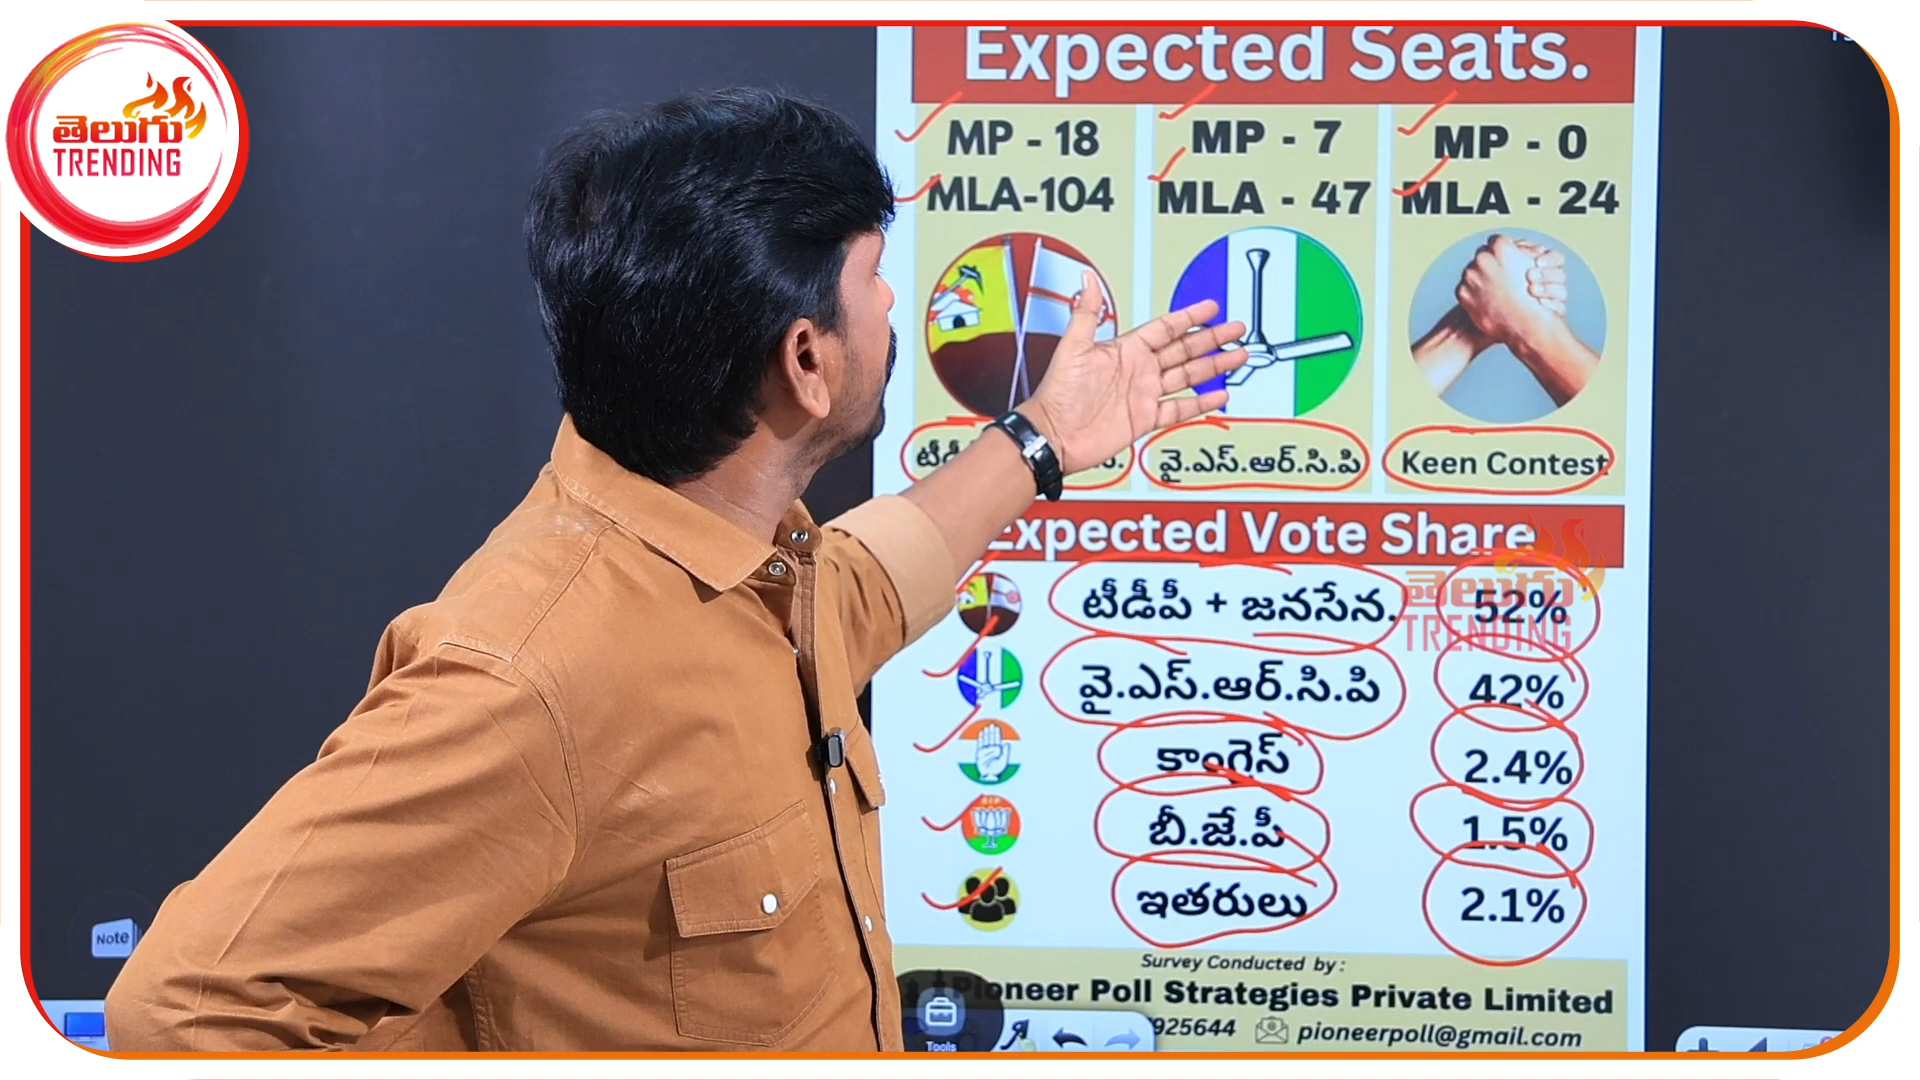 తెలుగు
TRENDING
Expected Seats.
MP - 18
MLA-104
MP - 7
MLA - 47
MP - 0
MLA - 24
వై.ఎస్.ఆర్.సి.పి
Keen Contest
Expected Vote Share
టీడీపీ + జనసేన.
52%
వై.ఎస్.ఆర్.సి.పి
42%
కాంగ్రెస్
2.4%
బీ.జే.పీ
1.5%
ఇతరులు
2.1%
తెలుగు
TRENDING
Survey Conducted by :
Pioneer Poll Strategies Private Limited
925644 pioneerpoll@gmail.com
Note
Tools